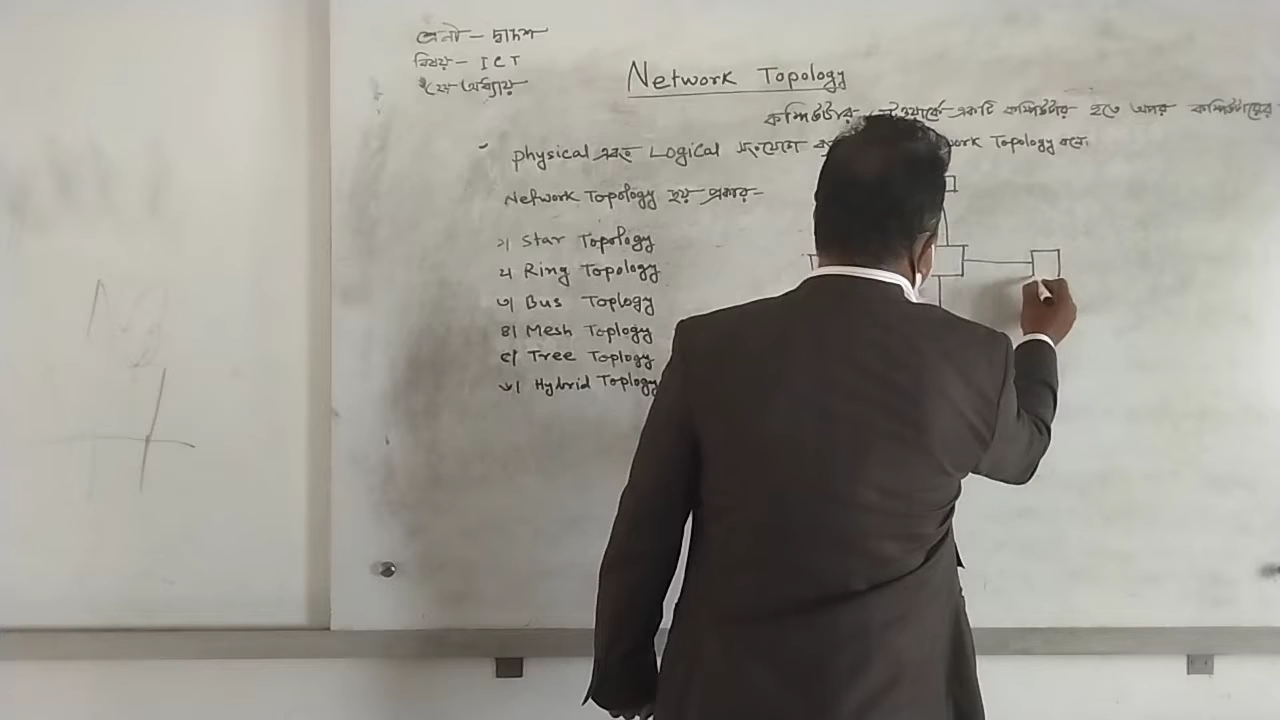 শ্রেনী - দ্বাদশ
বিষয় - ICT
২য় অধ্যায়
Network Topology
কম্পিউটার নেটওয়ার্কে একটি কম্পিউটার হতে অপর কম্পিউটারের
physical এবং Logical সংযোগ work Topology বলে।
Network Topology ছয় প্রকার-
১। Star Topology
২। Ring Topology
৩। Bus Toplogy
৪। Mesh Toplogy
৫। Tree Toplogy
৬। Hybrid Toplogy